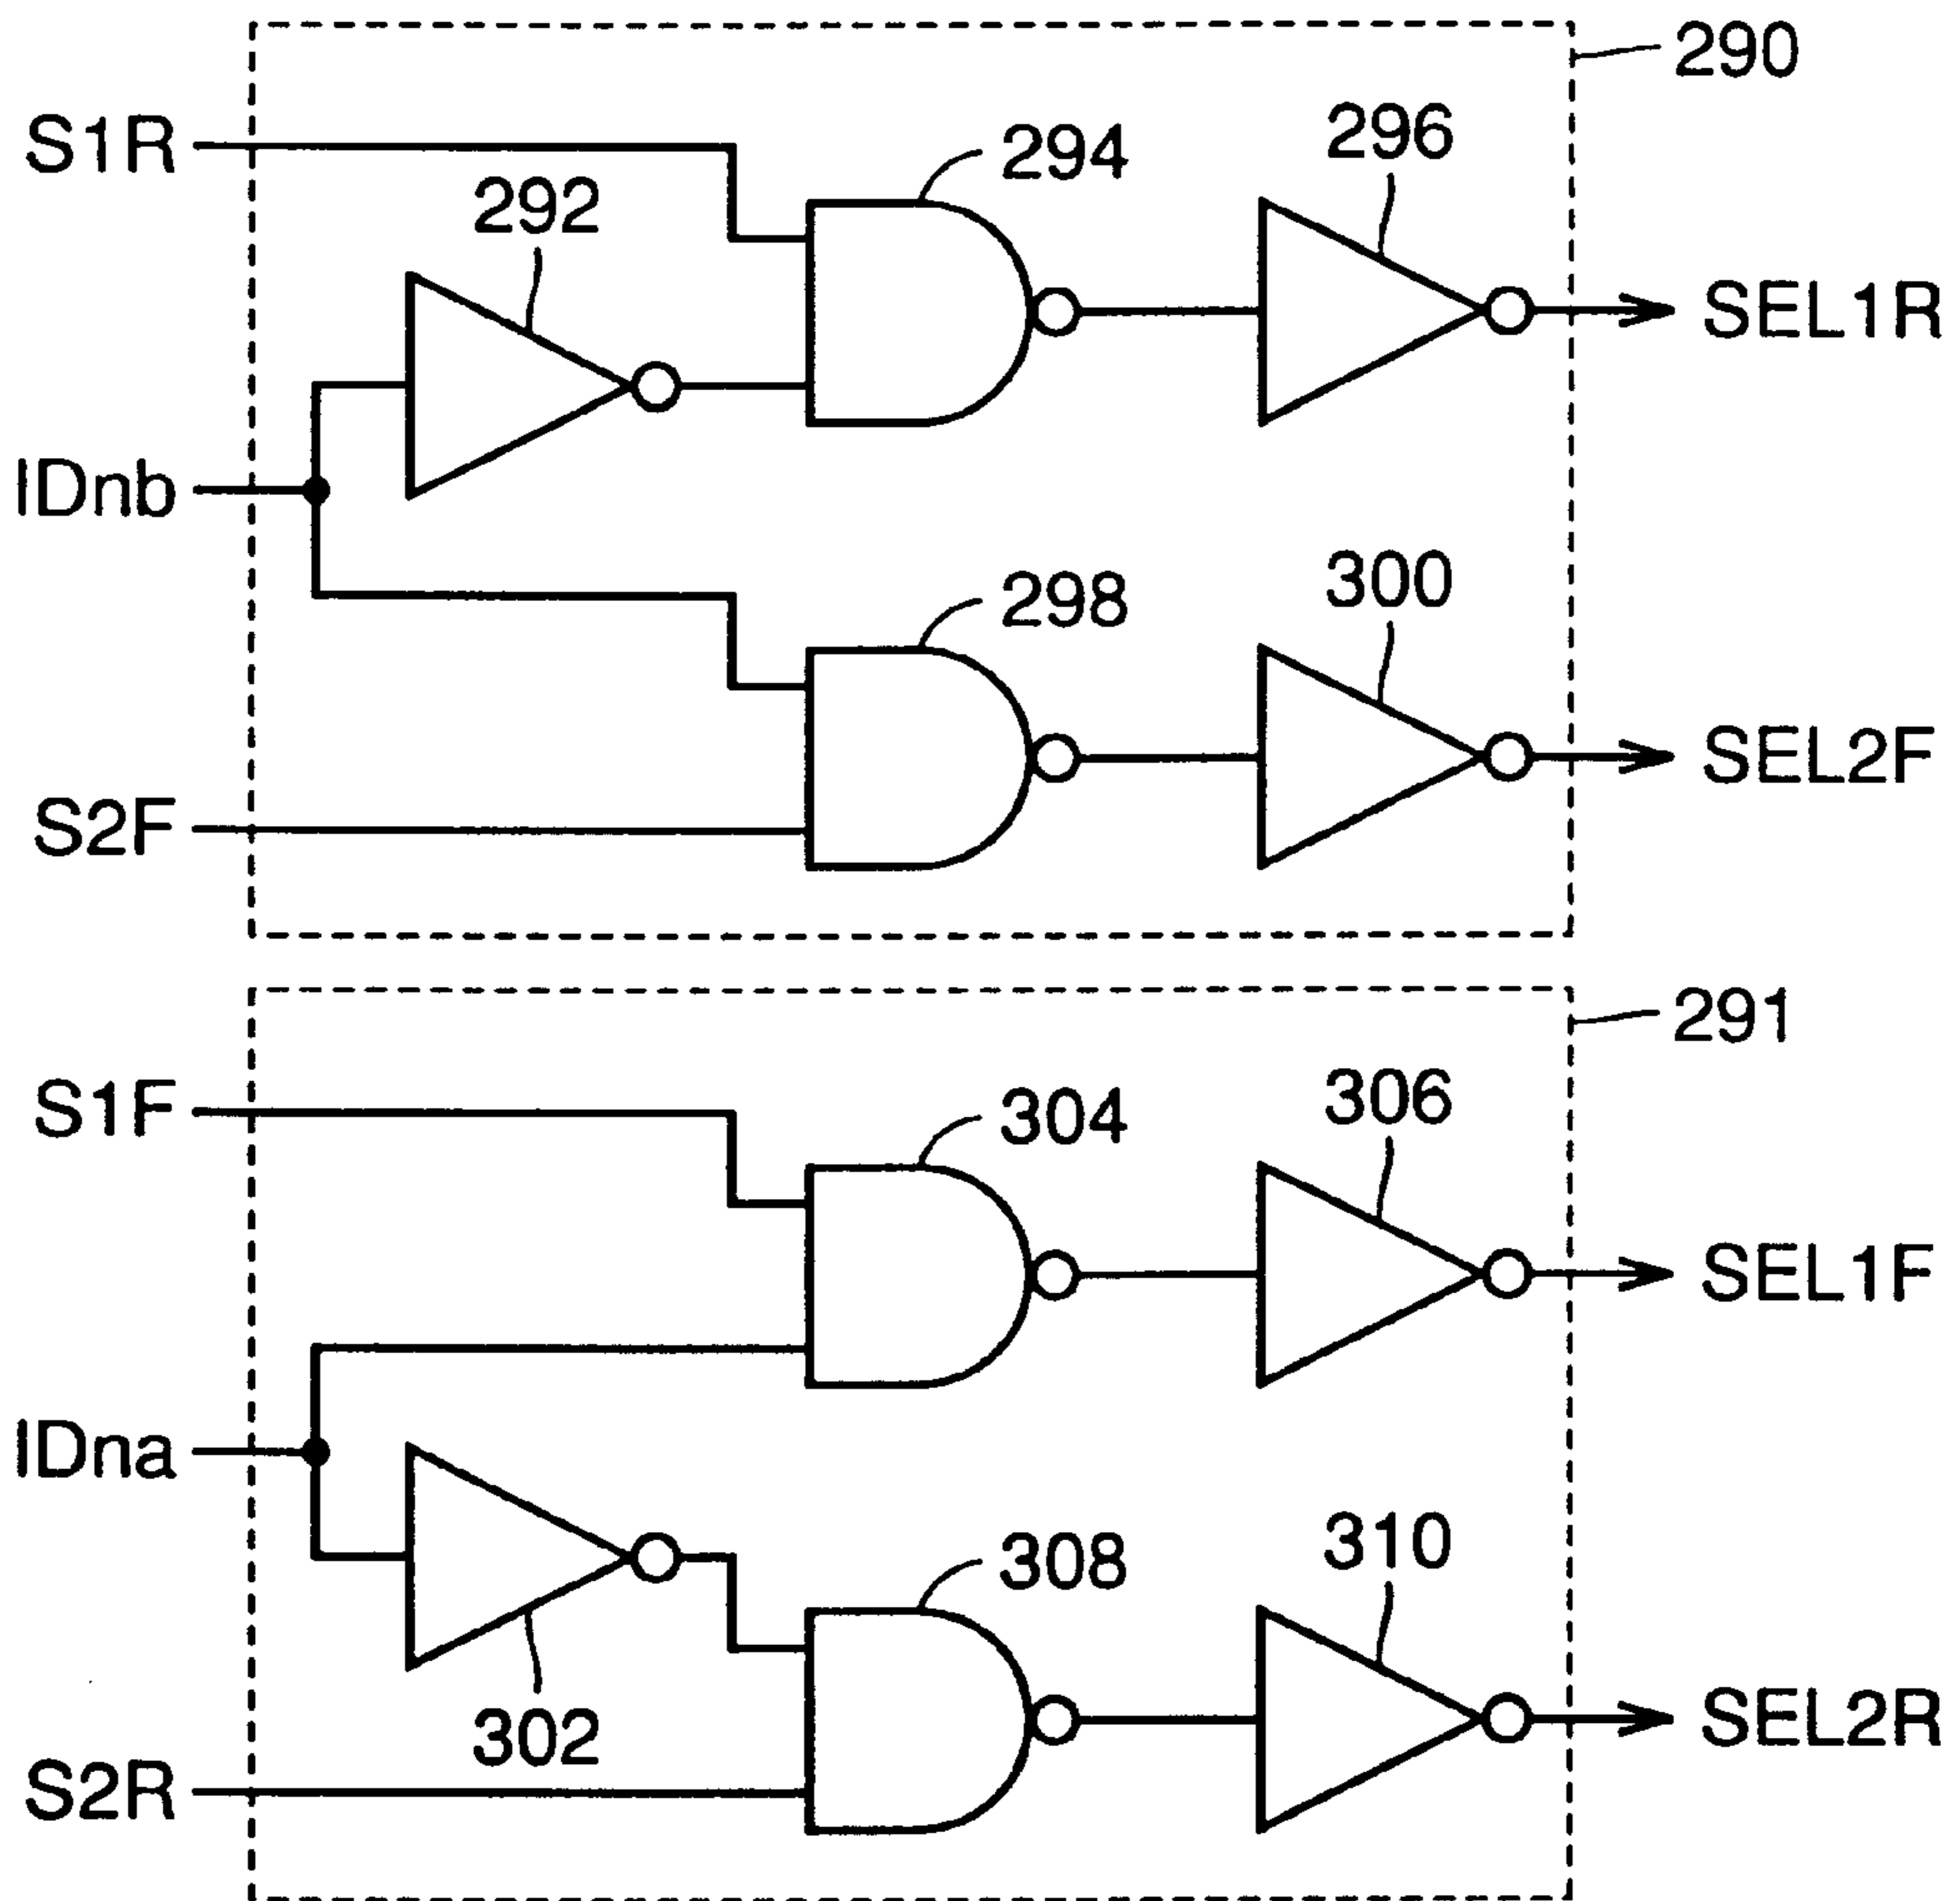 290
S1R
294
296
292
SEL1R
IDnb
298
300
SEL2F
S2F
291
S1F
304
306
SEL1F
IDna
308
310
302
SEL2R
S2R